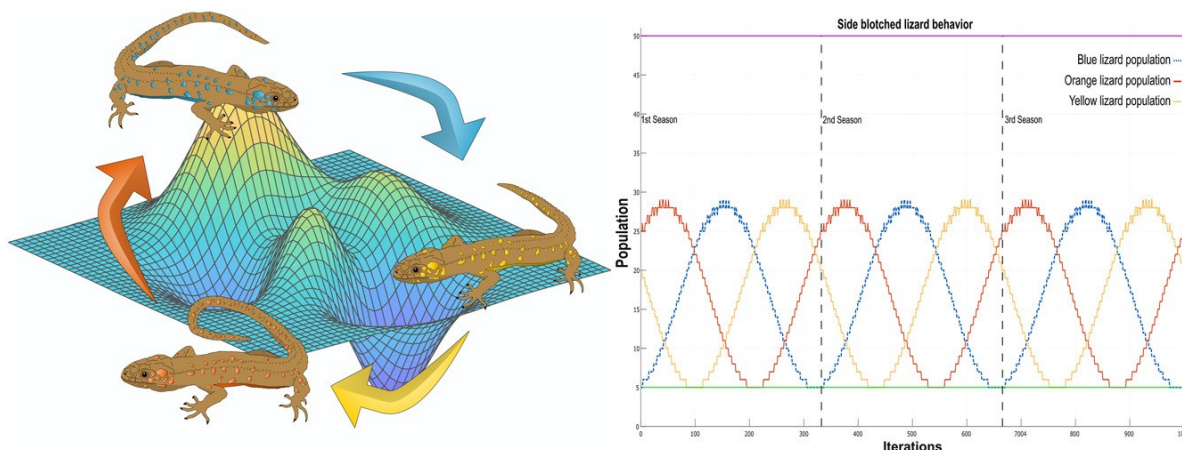 Side blotched lizard behavior
50
Blue lizard population
45
Orange lizard population
Yellow lizard population
40
1st Season
2nd Season
3rd Season
35
30
25
Population
20
15
10
5
0
0
100
200
300
400
500
600
7004
800
900
Iterations